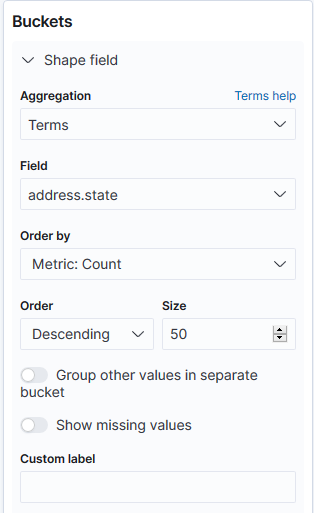 Buckets
Shape field
Aggregation Terms help
Terms
Field
address.state
Order by
Metric: Count
Order Size
Descending 50
Group other values in separate
bucket
Show missing values
Custom label